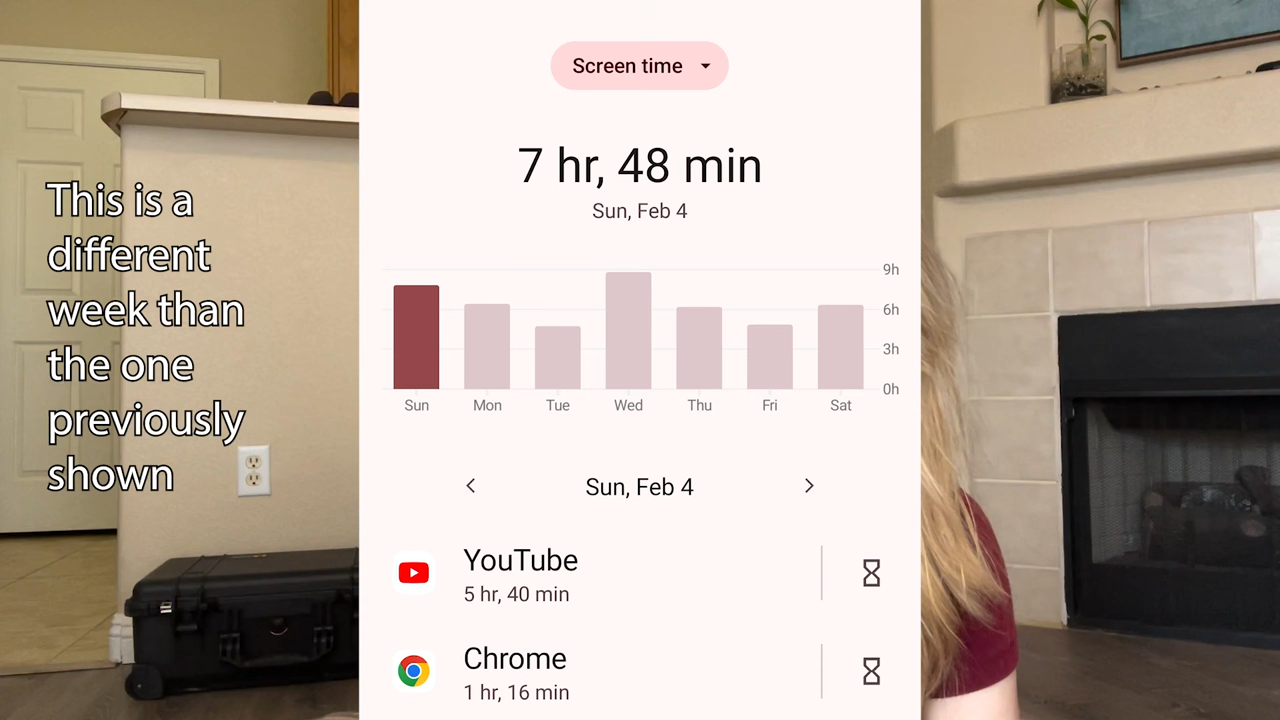 This is a
different
week than
the one
previously
shown
Screen time
7 hr, 48 min
Sun, Feb 4
9h
6h
3h
0h
Sun Mon Tue Wed Thu Fri Sat
Sun, Feb 4
YouTube
5 hr, 40 min
Chrome
1 hr, 16 min